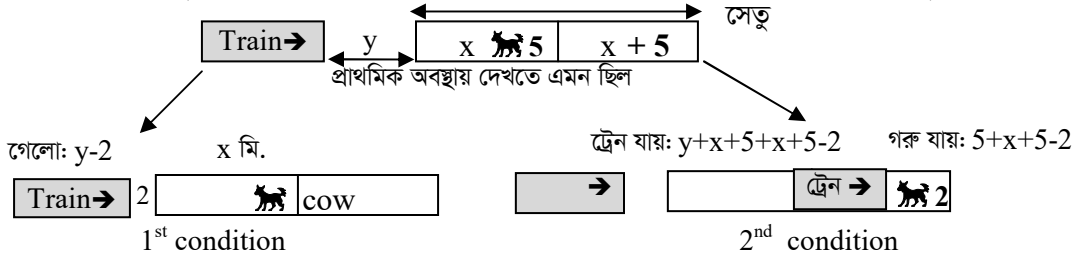 সেতু
Train➔ y x 5 x + 5
প্রাথমিক অবস্থায় দেখতে এমন ছিল
গেলো: y-2 x মি. ট্রেন যায়: y+x+5+x+5-2 গরু যায়: 5+x+5-2
Train➔ 2 cow ➔ ট্রেন ➔ 2
1st condition 2nd condition